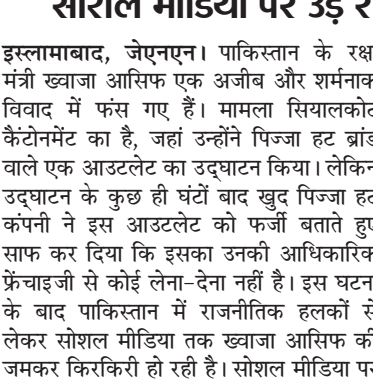 सोशल मीडिया पर उड़ र
इस्लामाबाद, जेएनएन। पाकिस्तान के रक्ष
मंत्री ख्वाजा आसिफ एक अजीब और शर्मनाक
विवाद में फंस गए हैं। मामला सियालकोट
कैंटोनमेंट का है, जहां उन्होंने पिज्जा हट ब्रांड
वाले एक आउटलेट का उद्घाटन किया। लेकिन
उद्घाटन के कुछ ही घंटों बाद खुद पिज्जा हट
कंपनी ने इस आउटलेट को फर्जी बताते हुए
साफ कर दिया कि इसका उनकी आधिकारिक
फ्रेंचाइजी से कोई लेना-देना नहीं है। इस घटन
के बाद पाकिस्तान में राजनीतिक हलकों से
लेकर सोशल मीडिया तक ख्वाजा आसिफ की
जमकर किरकिरी हो रही है। सोशल मीडिया पर